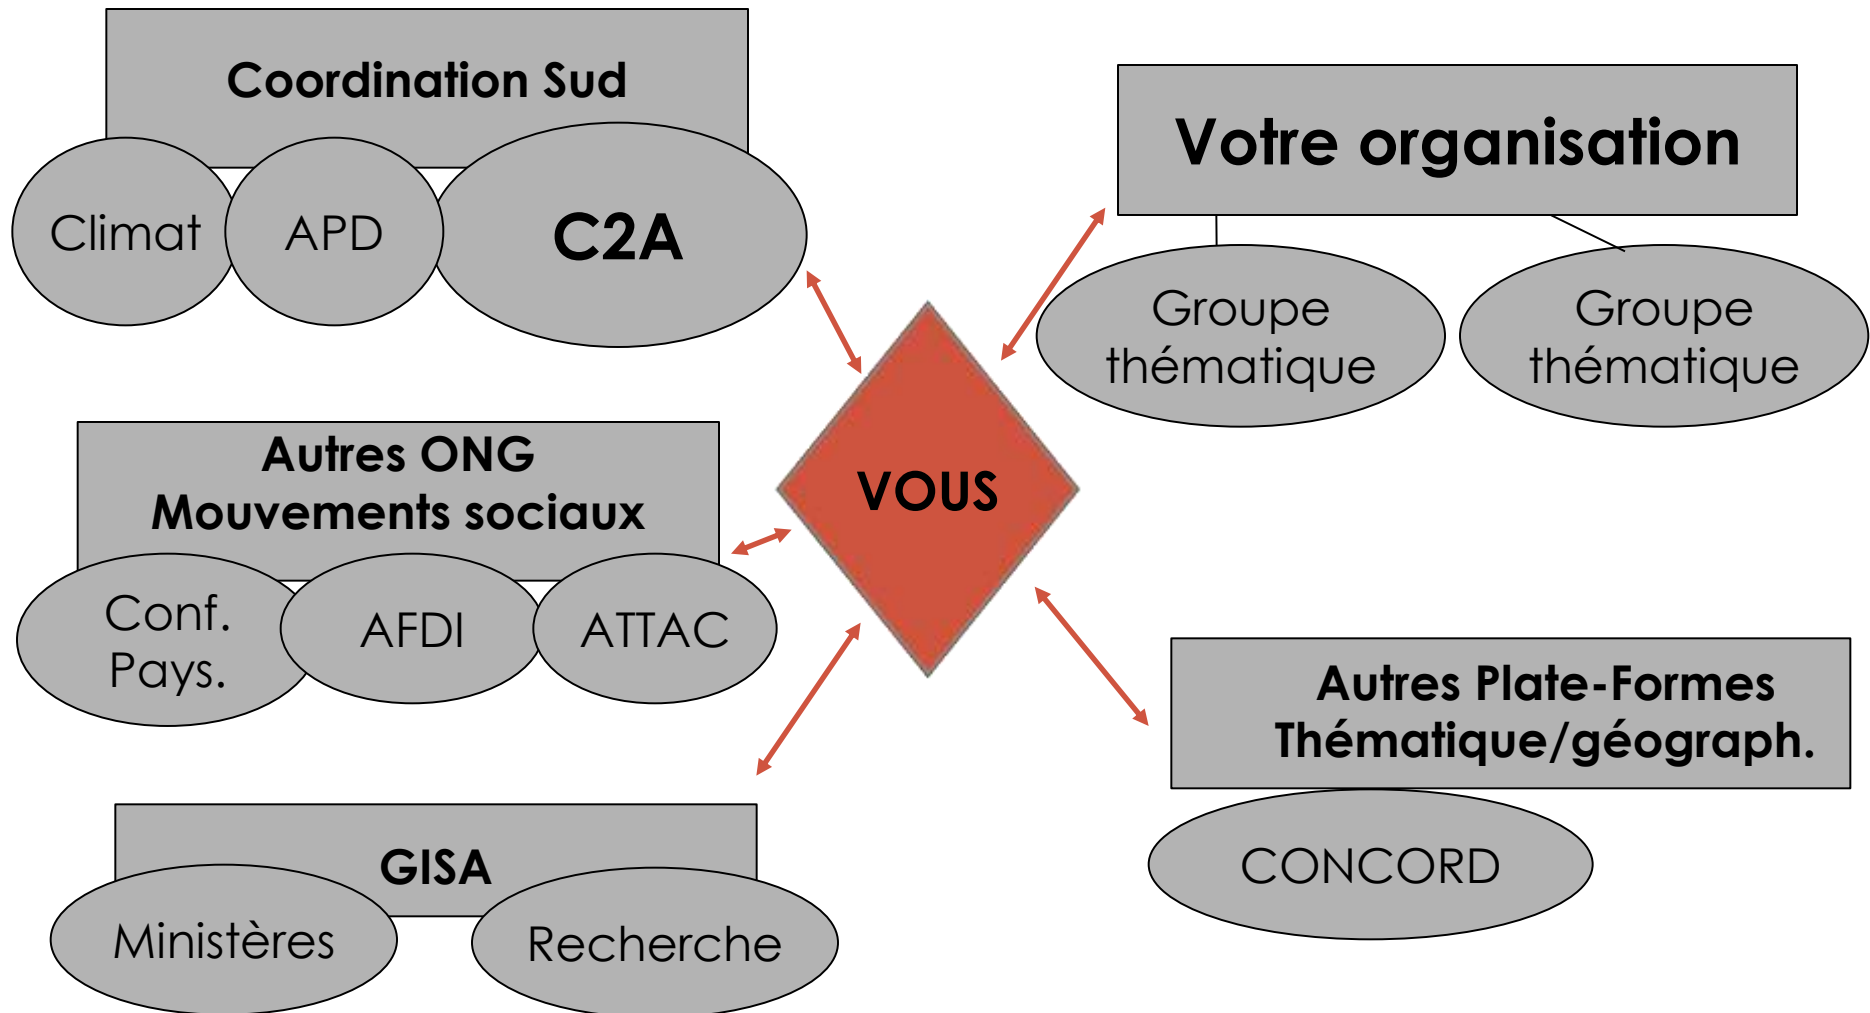 Coordination Sud
Climat
APD
C2A
Votre organisation
Groupe
thématique
Groupe
thématique
VOUS
Autres ONG
Mouvements sociaux
Conf.
Pays.
AFDI
ATTAC
Autres Plate-Formes
Thématique/géograph.
CONCORD
GISA
Ministères
Recherche